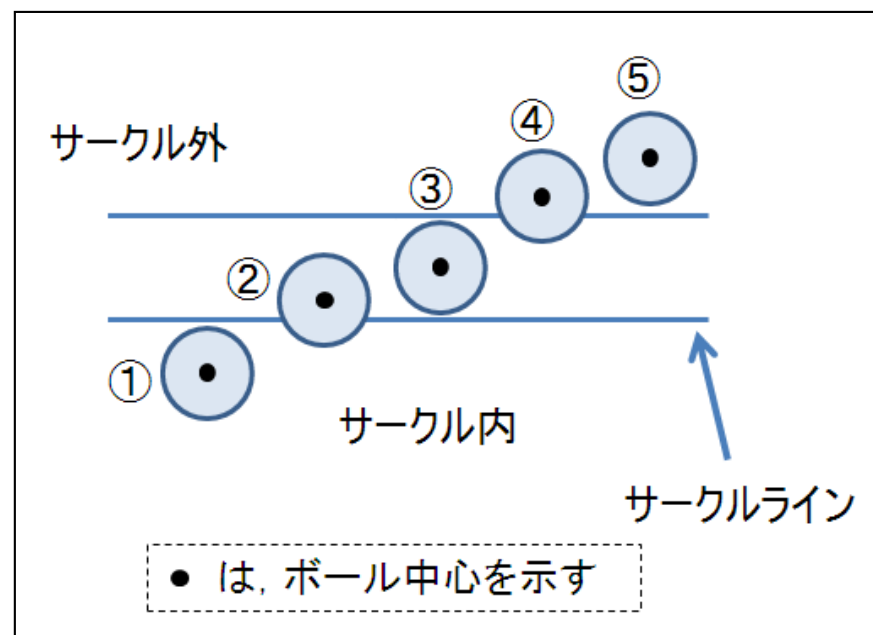 ⑤
④
サークル外
③
②
①
サークル内
サークルライン
● は, ボール中心を示す